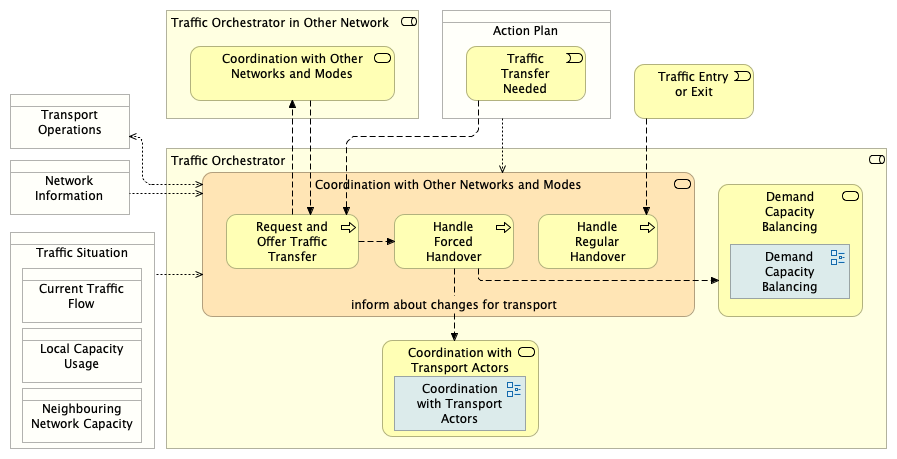 Traffic Orchestrator in Other Network
Coordination with Other
Networks and Modes
Action Plan
Traffic
Transfer
Needed
Traffic Entry
or Exit
Transport
Operations
Network
Information
Traffic Situation
Current Traffic
Flow
Local Capacity
Usage
Neighbouring
Network Capacity
Traffic Orchestrator
Coordination with Other Networks and Modes
Request and
Offer Traffic
Transfer
Handle
Forced
Handover
Handle
Regular
Handover
inform about changes for transport
Demand
Capacity
Balancing
Demand
Capacity
Balancing
Coordination with
Transport Actors
Coordination
with Transport
Actors